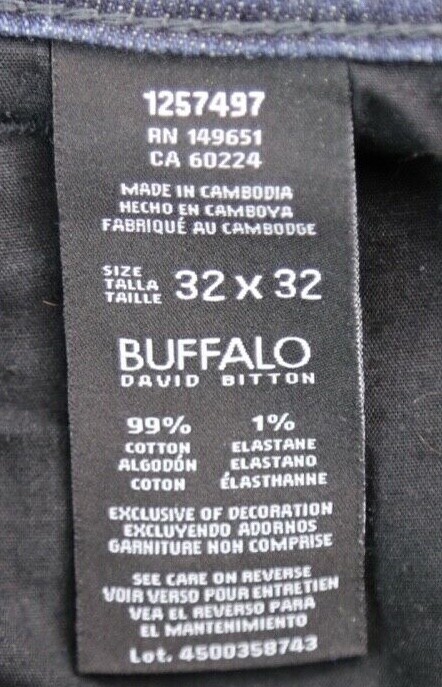 1257497
RN 149651
CA 60224
MADE IN CAMBODIA
HECHO EN CAMBOYA
FABRIQUÉ AU CAMBODGE
SIZE
TALLA
TAILLE
32 X 32
BUFFALO
DAVID BITTON
99% 1%
COTTON ELASTANE
ALGODÓN ELASTANO
COTON ÉLASTHANNE
EXCLUSIVE OF DECORATION
EXCLUYENDO ADORNOS
GARNITURE NON COMPRISE
SEE CARE ON REVERSE
VOIR VERSO POUR ENTRETIEN
VEA EL REVERSO PARA
EL MANTENIMIENTO
Lot. 4500358743